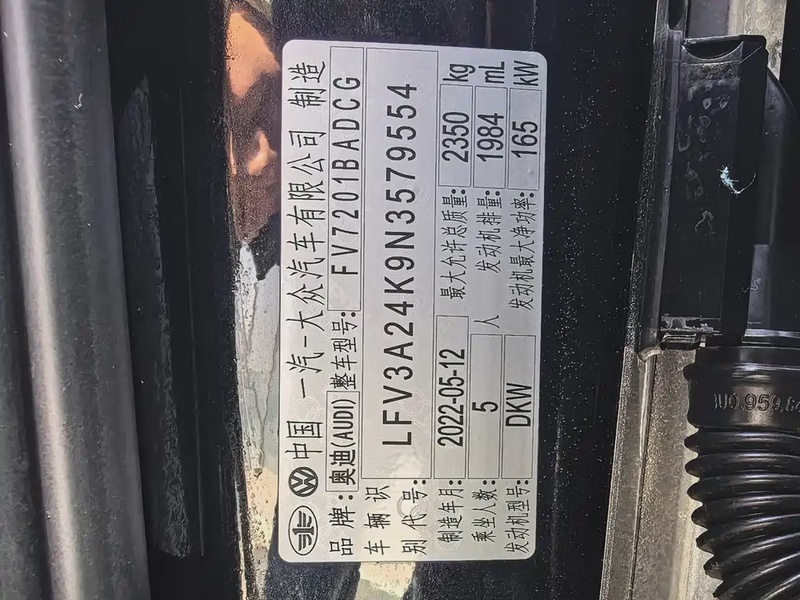 中国 一汽-大众汽车有限公司 制造
品牌: 奥迪(AUDI) 整车型号: FV7201BADCG
车辆识别代号: LFV3A24K9N3579554
制造年月: 2022-05-12 最大允许总质量: 2350 kg
乘坐人数: 5 人 发动机排量: 1984 mL
发动机型号: DKW 发动机最大净功率: 165 kW
1U0.959.8